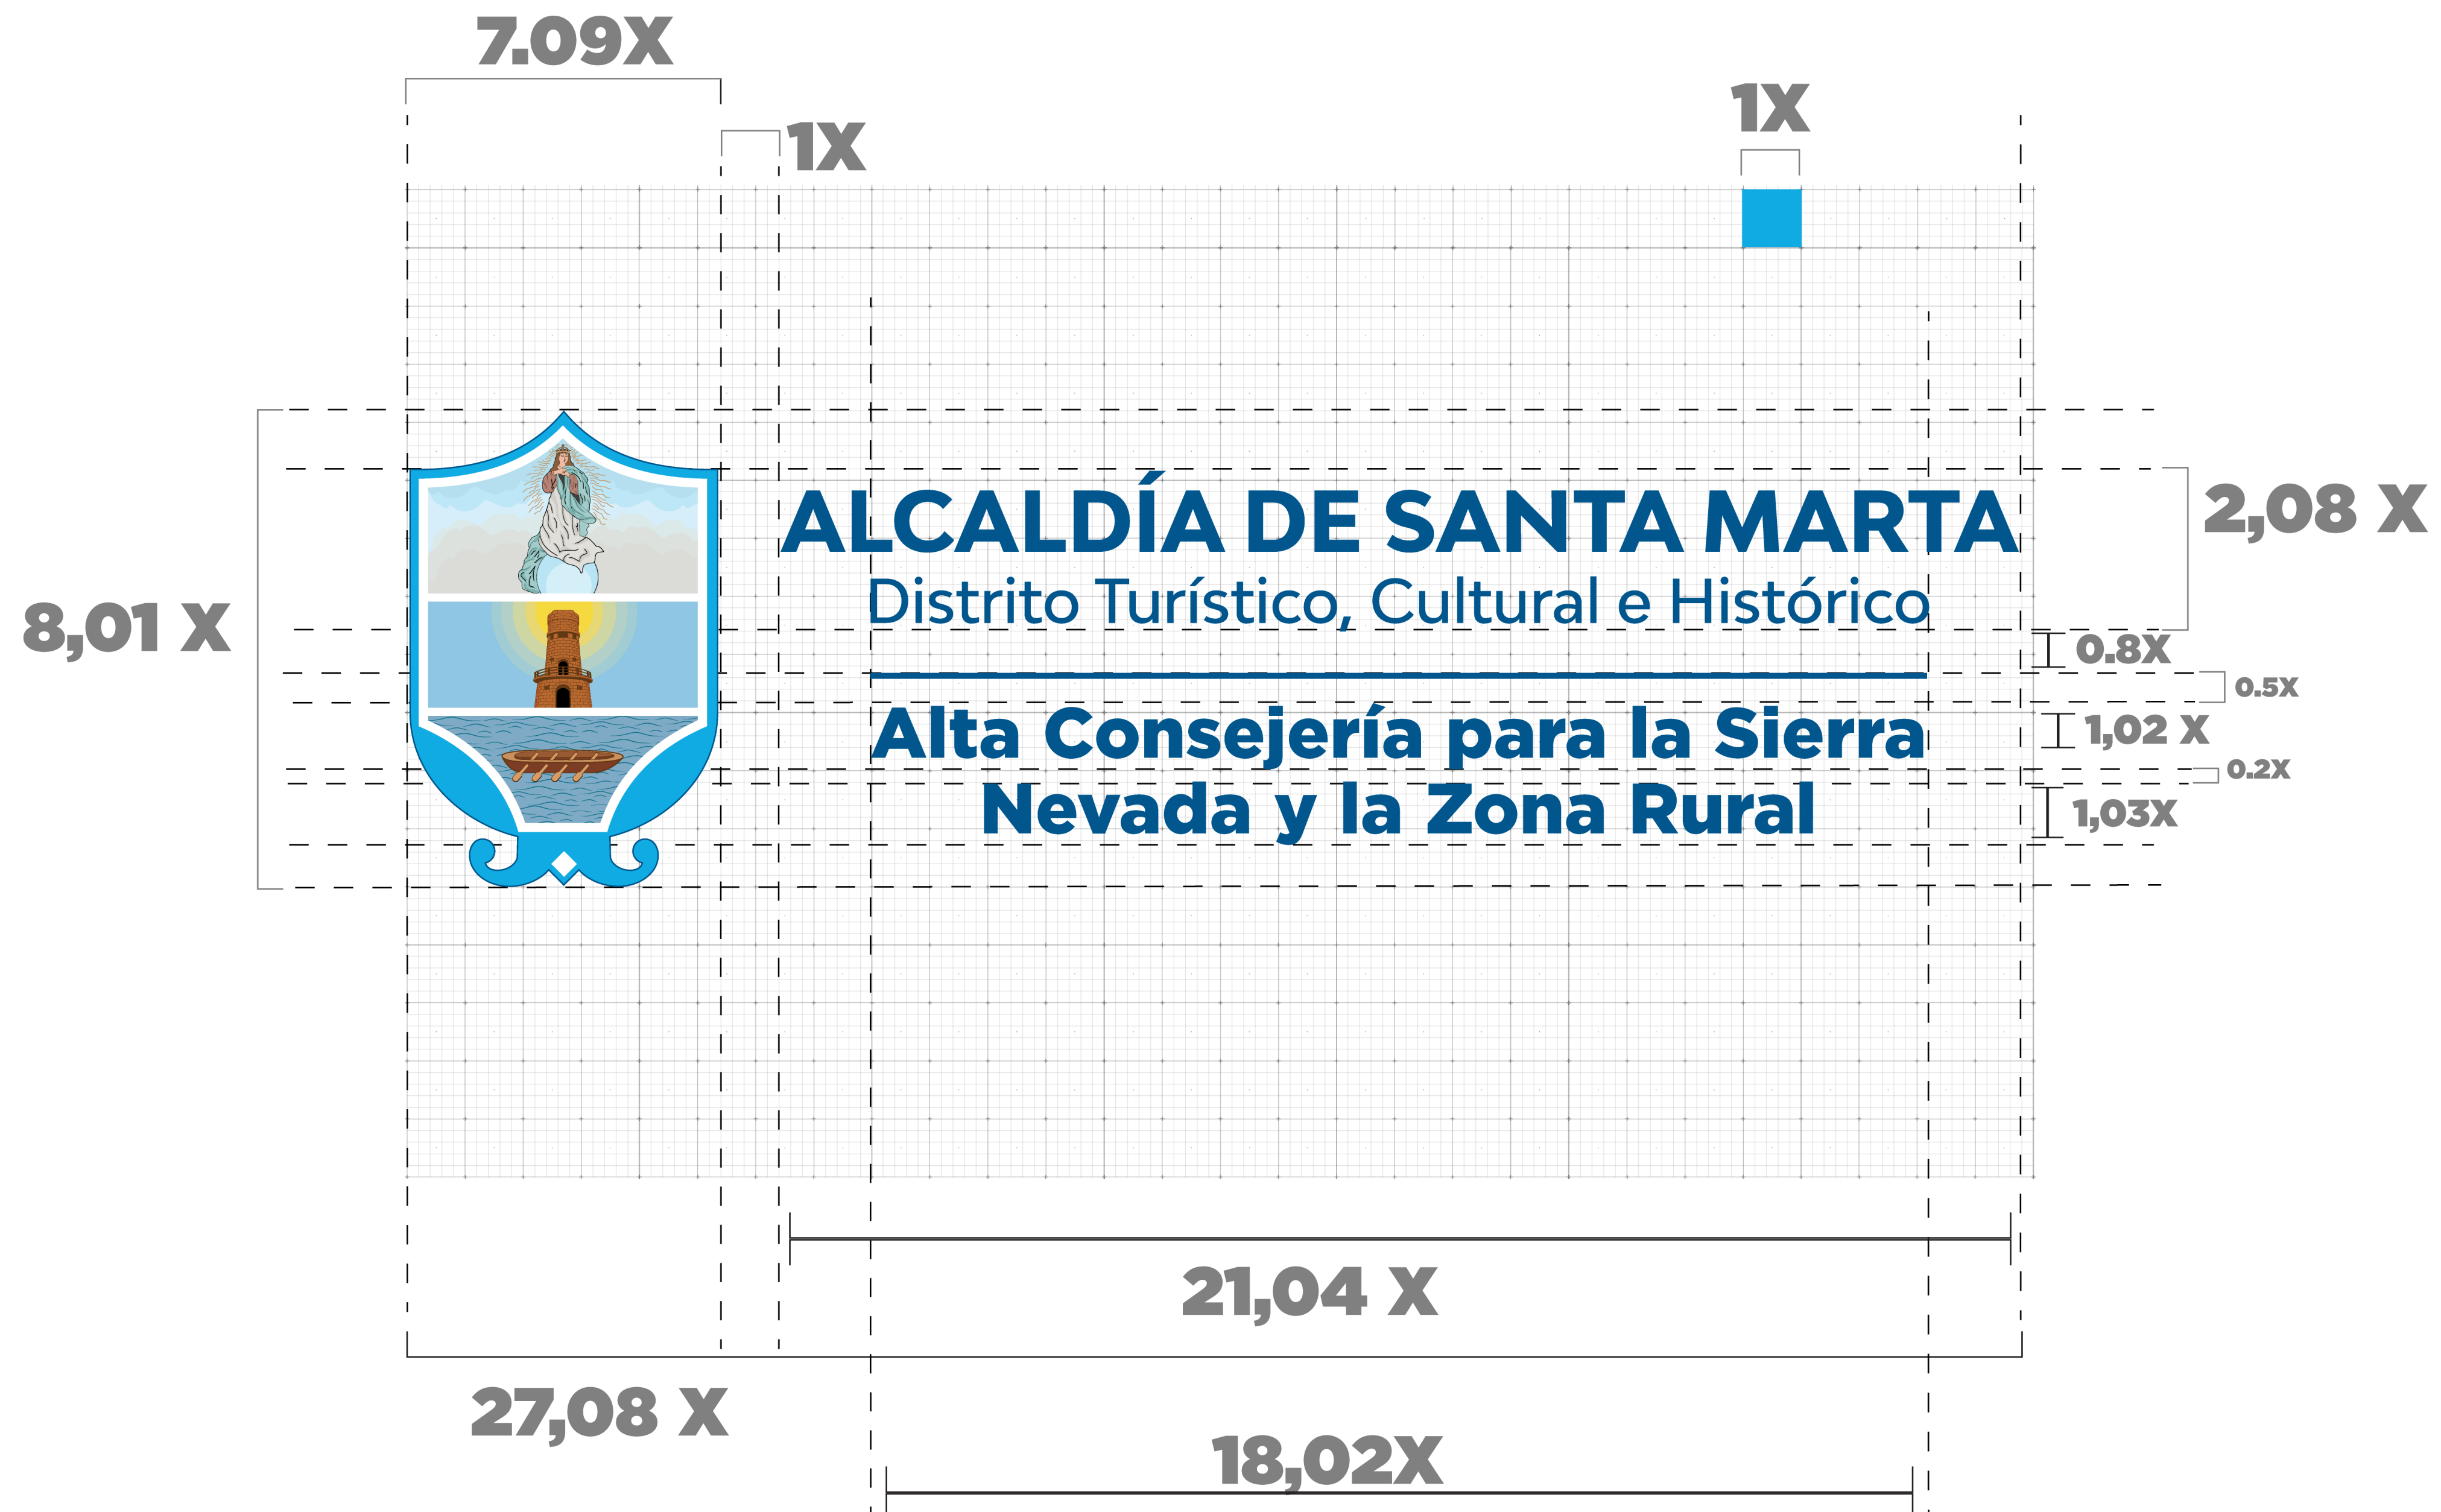 7.09X
1X
1X
ALCALDÍA DE SANTA MARTA
2,08 X
Distrito Turístico, Cultural e Histórico
8,01 X
0.8X
0.5X
Alta Consejería para la Sierra
1,02 X
0.2X
Nevada y la Zona Rural
1,03X
21,04 X
27,08 X
18,02X